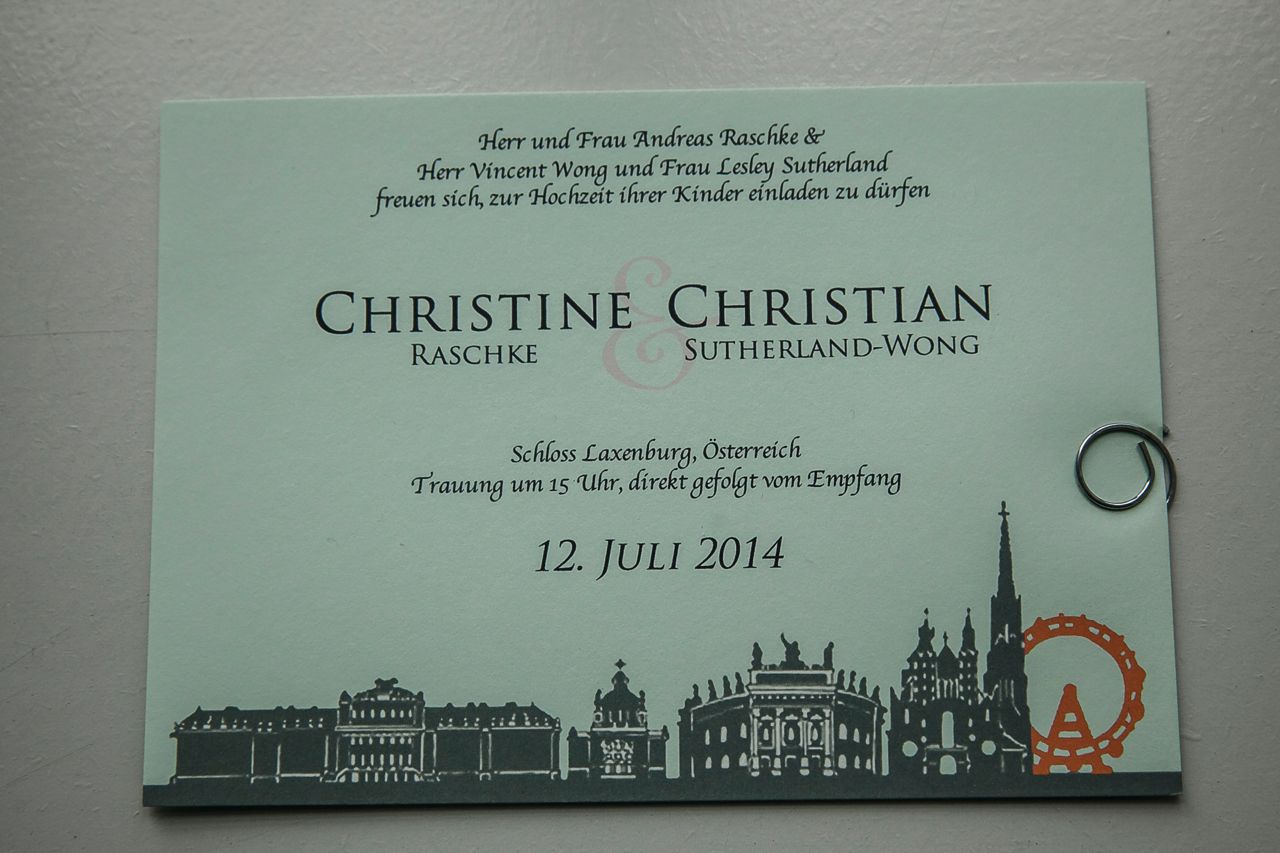 Herr und Frau Andreas Raschke &
Herr Vincent Wong und Frau Lesley Sutherland
freuen sich, zur Hochzeit ihrer Kinder einladen zu dürfen
CHRISTINE & CHRISTIAN
RASCHKE SUTHERLAND-WONG
Schloss Laxenburg, Österreich
Trauung um 15 Uhr, direkt gefolgt vom Empfang
12. JULI 2014